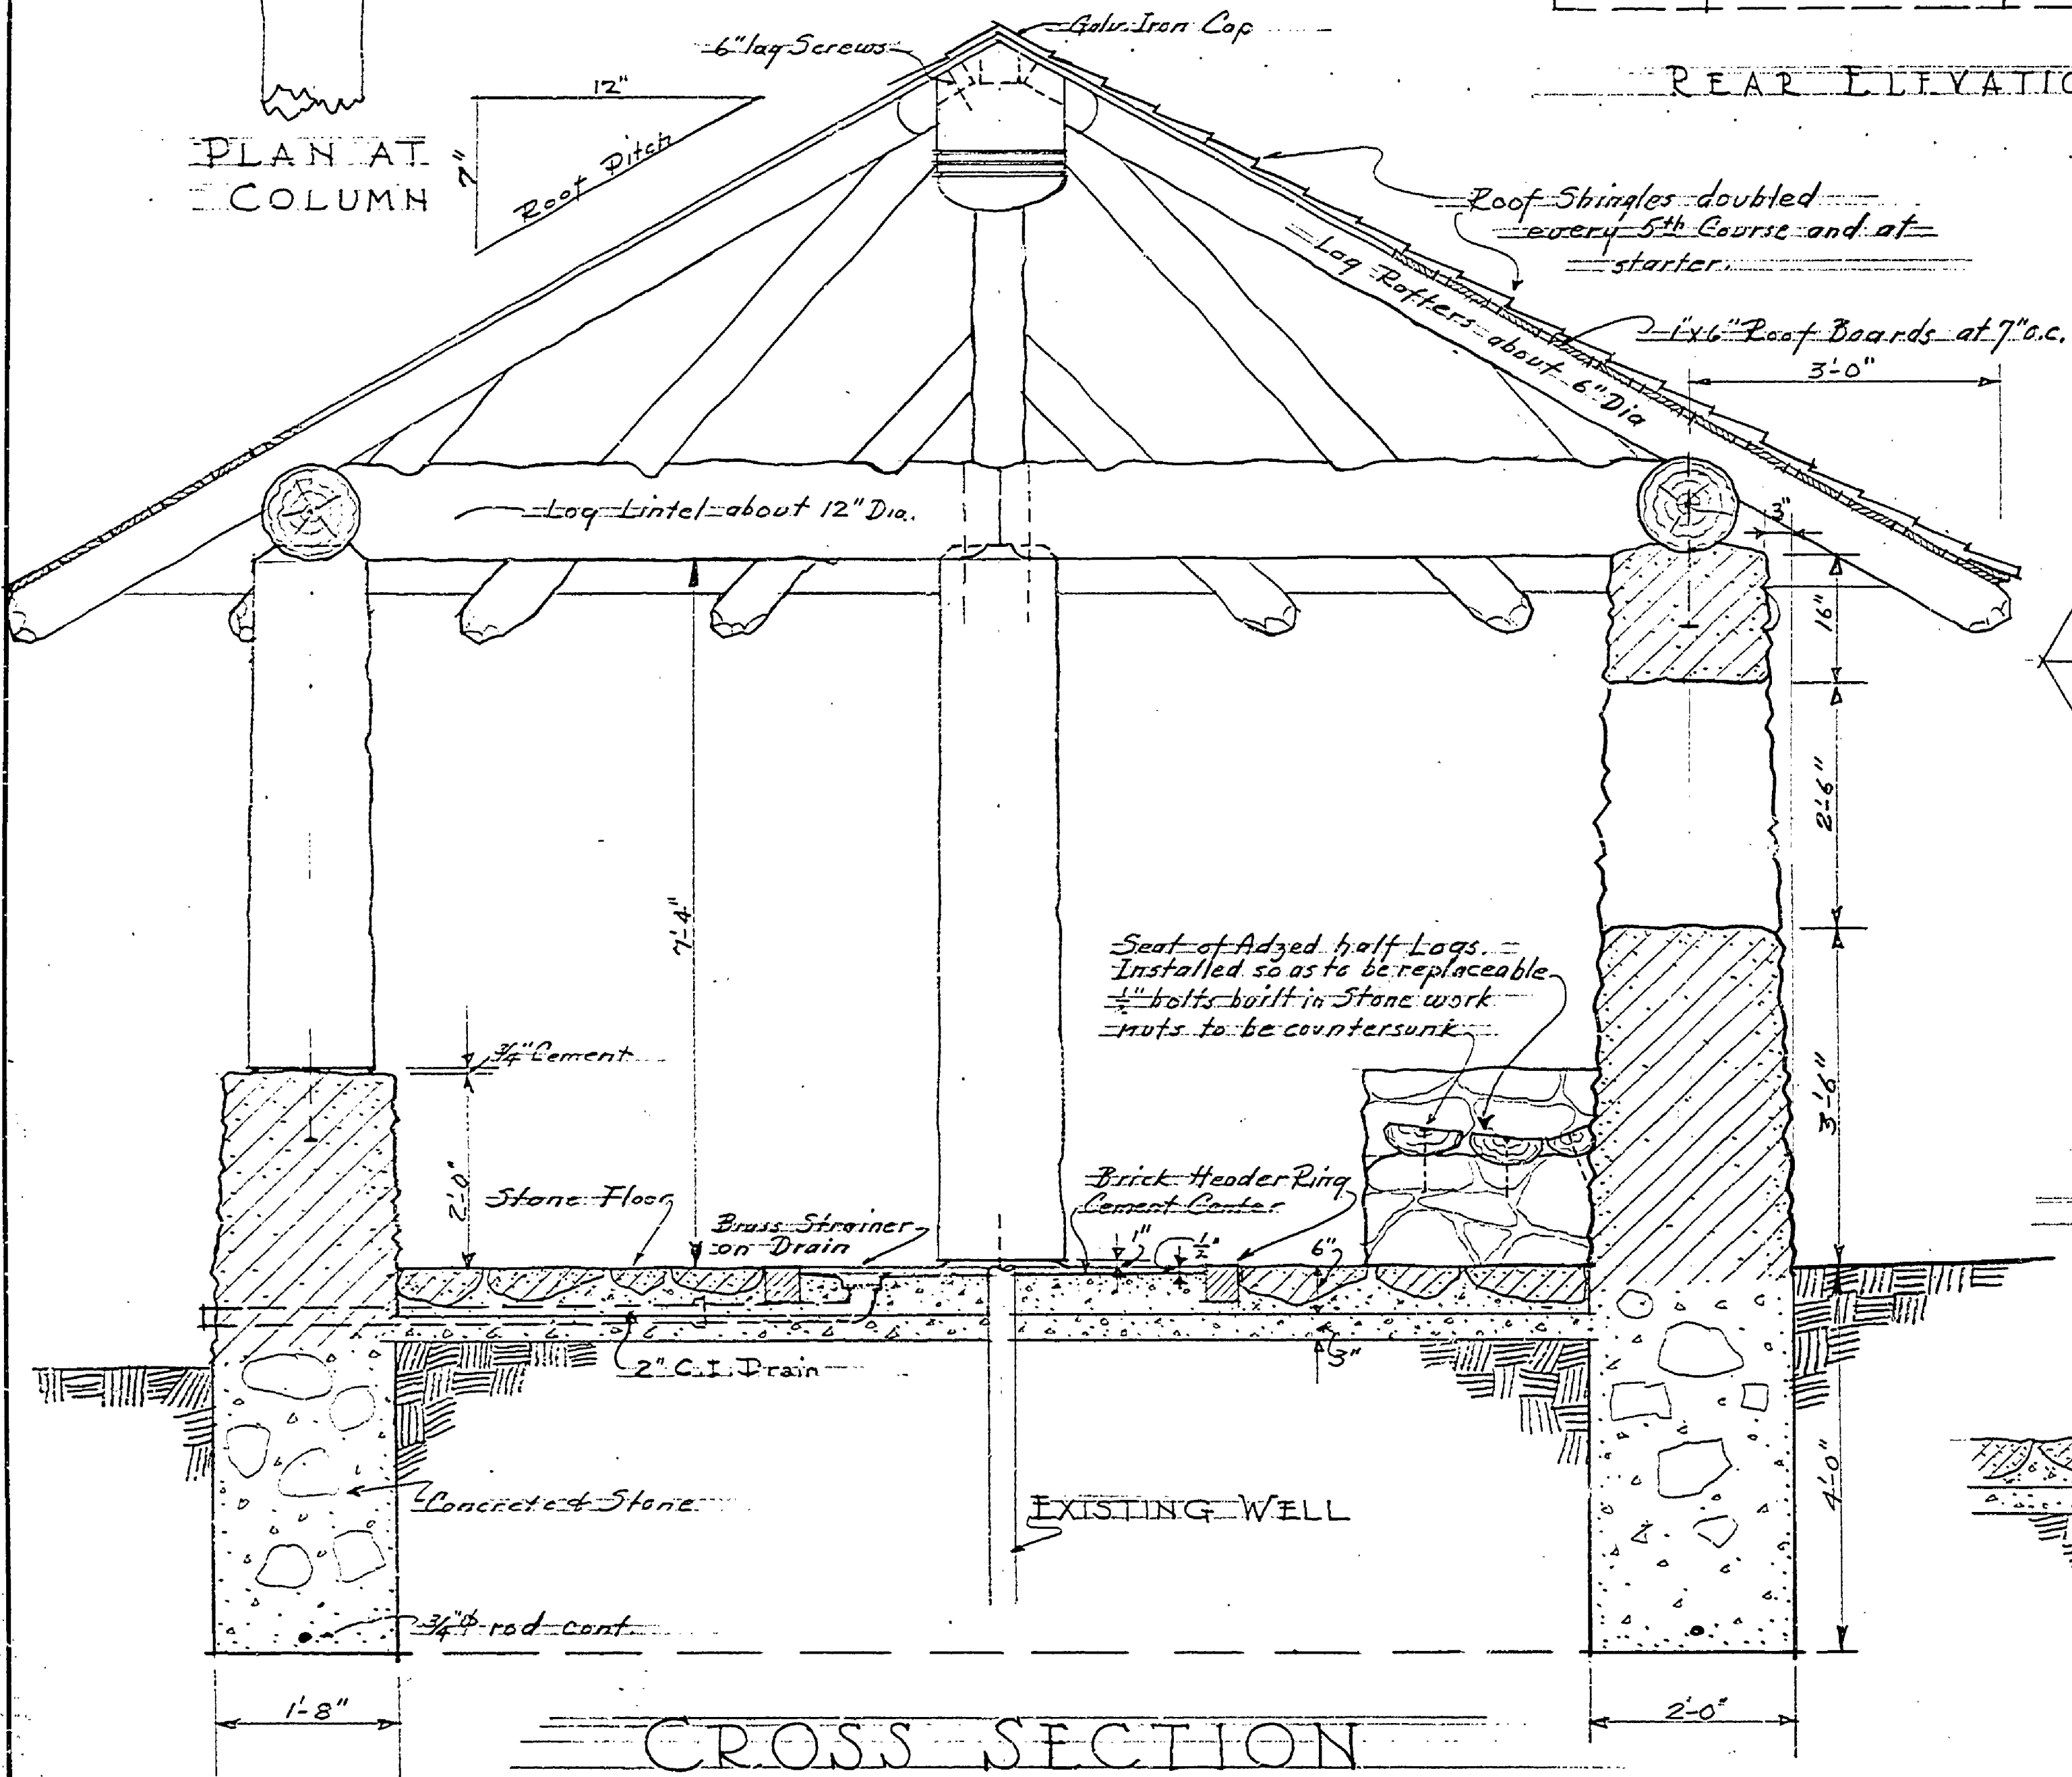 6" lag Screws
Galv. Iron Cap
REAR ELEVATIO
12"
7"
Roof Pitch
PLAN AT
COLUMN
Roof Shingles doubled
every 5th Course and at
starter.
Log Rafters about 6" Dia
1"x6" Roof Boards at 7" o.c.
3'-0"
Log Lintel about 12" Dia.
3"
16"
2'-6"
7'-4"
Seat of Adzed half Logs.
Installed so as to be replaceable
bolts built in Stone work
nuts to be countersunk
3/4" Cement
3'-6"
2'-0"
Stone Floor
Brass Strainer
on Drain
Brick Header Ring
Cement Center
1"
1/2"
6"
2" C.I. Drain
3"
Concrete & Stone
EXISTING WELL
4'-0"
3/4"⌀ rod cont.
1'-8"
2'-0"
CROSS SECTION